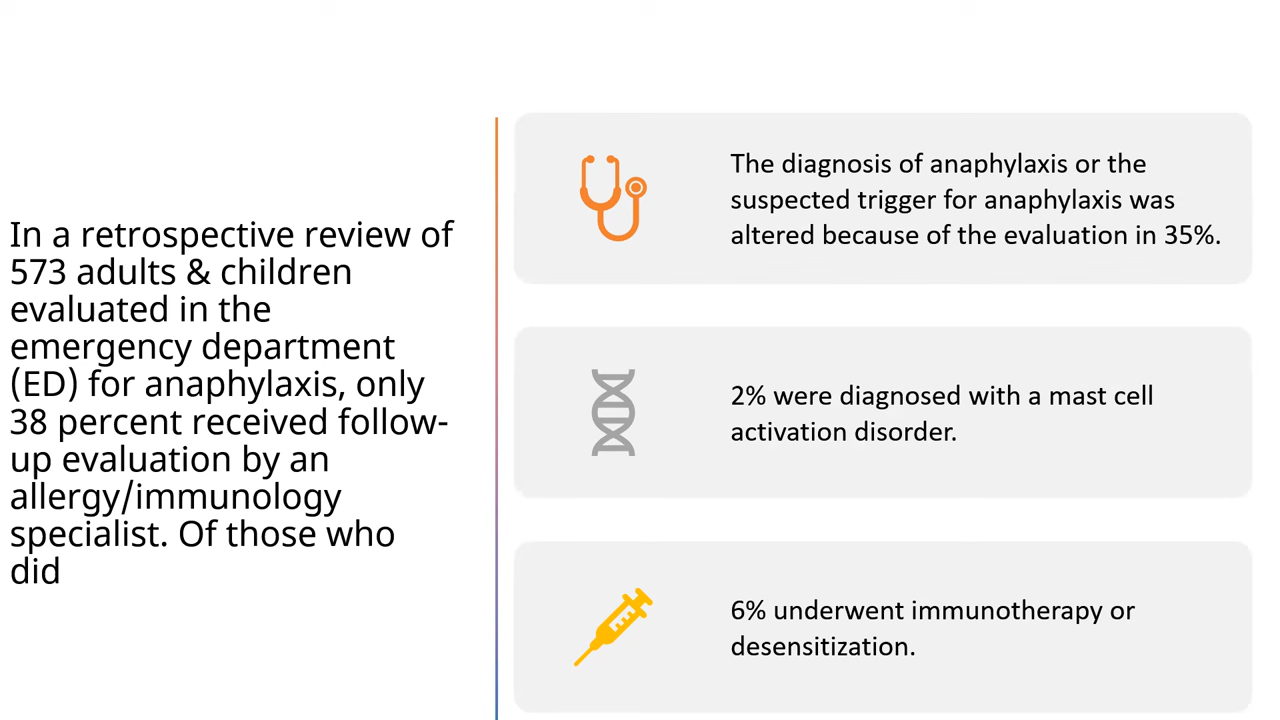 In a retrospective review of
573 adults & children
evaluated in the
emergency department
(ED) for anaphylaxis, only
38 percent received follow-
up evaluation by an
allergy/immunology
specialist. Of those who
did
The diagnosis of anaphylaxis or the
suspected trigger for anaphylaxis was
altered because of the evaluation in 35%.
2% were diagnosed with a mast cell
activation disorder.
6% underwent immunotherapy or
desensitization.